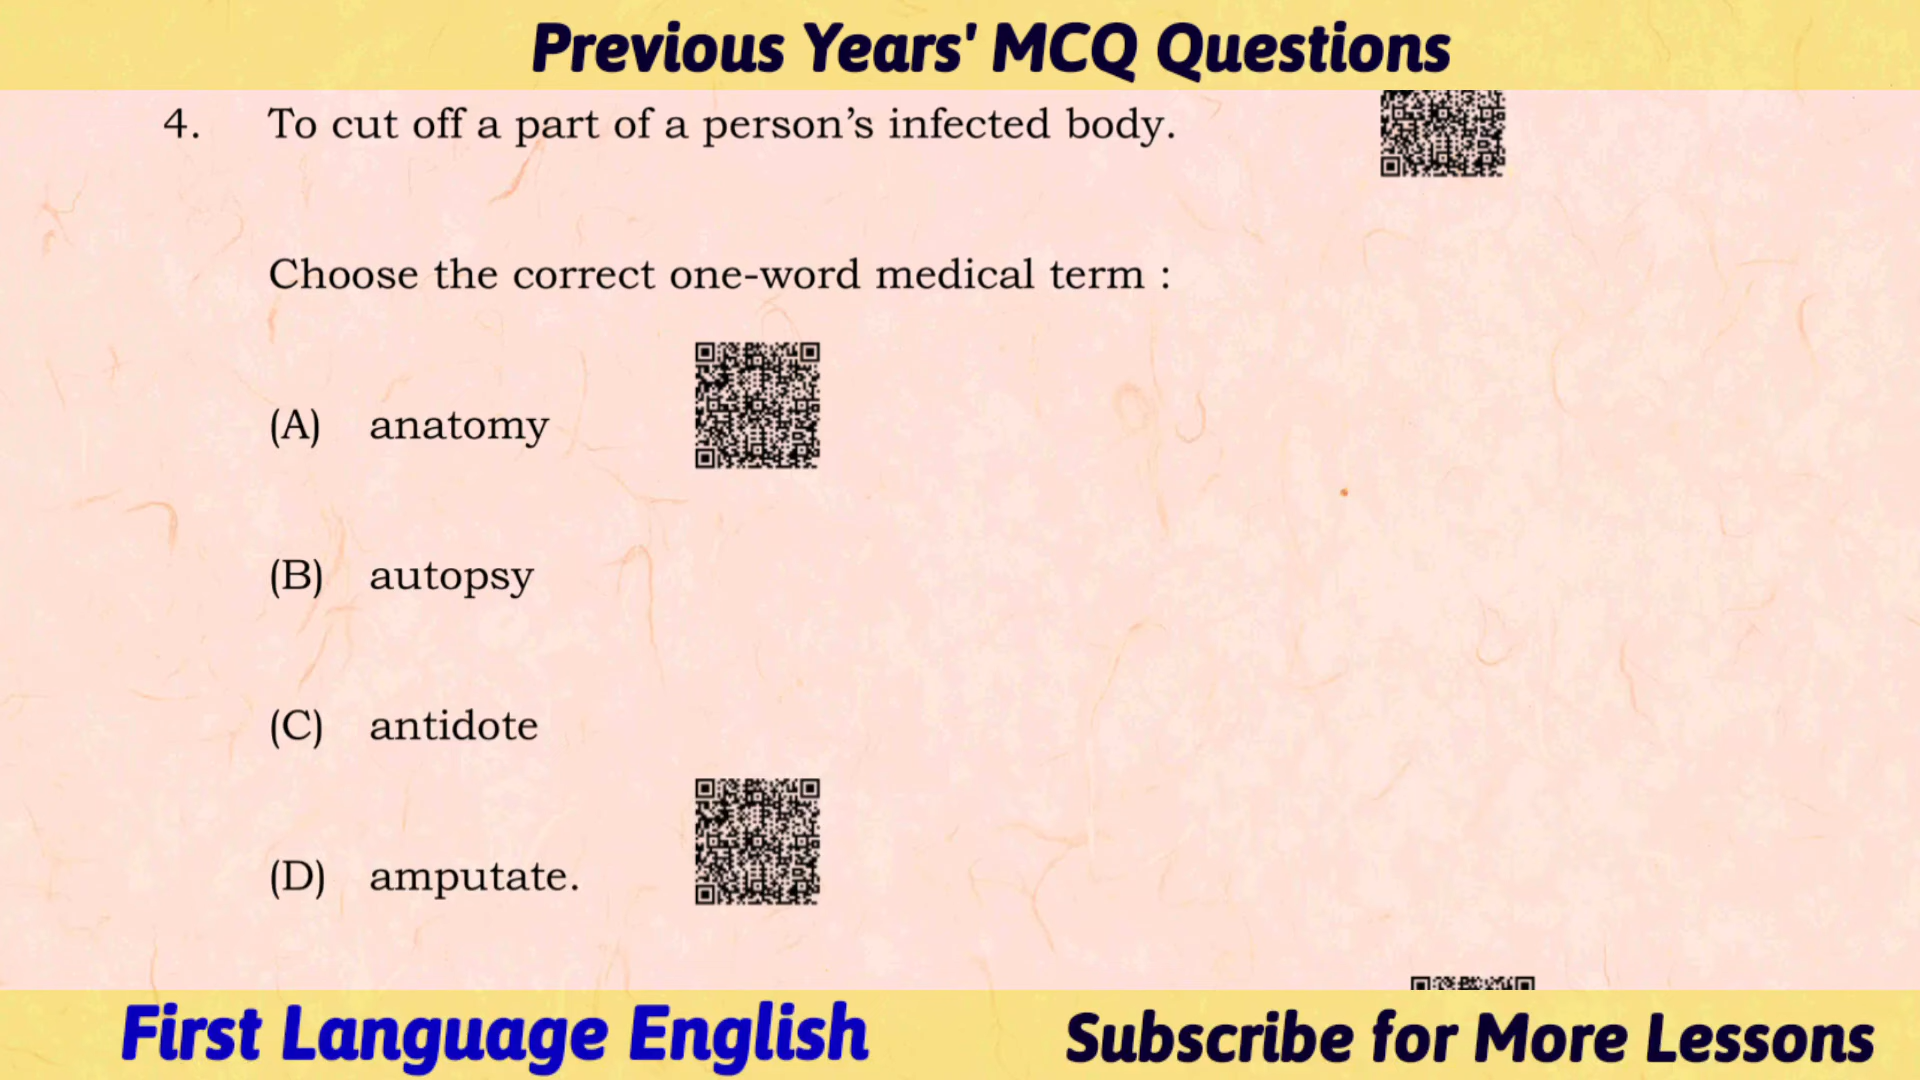 Previous Years' MCQ Questions
4. To cut off a part of a person’s infected body.
Choose the correct one-word medical term :
(A) anatomy
(B) autopsy
(C) antidote
(D) amputate.
First Language English
Subscribe for More Lessons